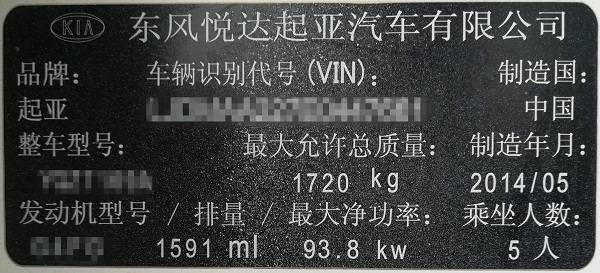 KIA 东风悦达起亚汽车有限公司
品牌: 车辆识别代号(VIN): 制造国:
起亚 中国
整车型号: 最大允许总质量: 制造年月:
1720 kg 2014/05
发动机型号 / 排量 / 最大净功率: 乘坐人数:
1591 ml 93.8 kw 5 人